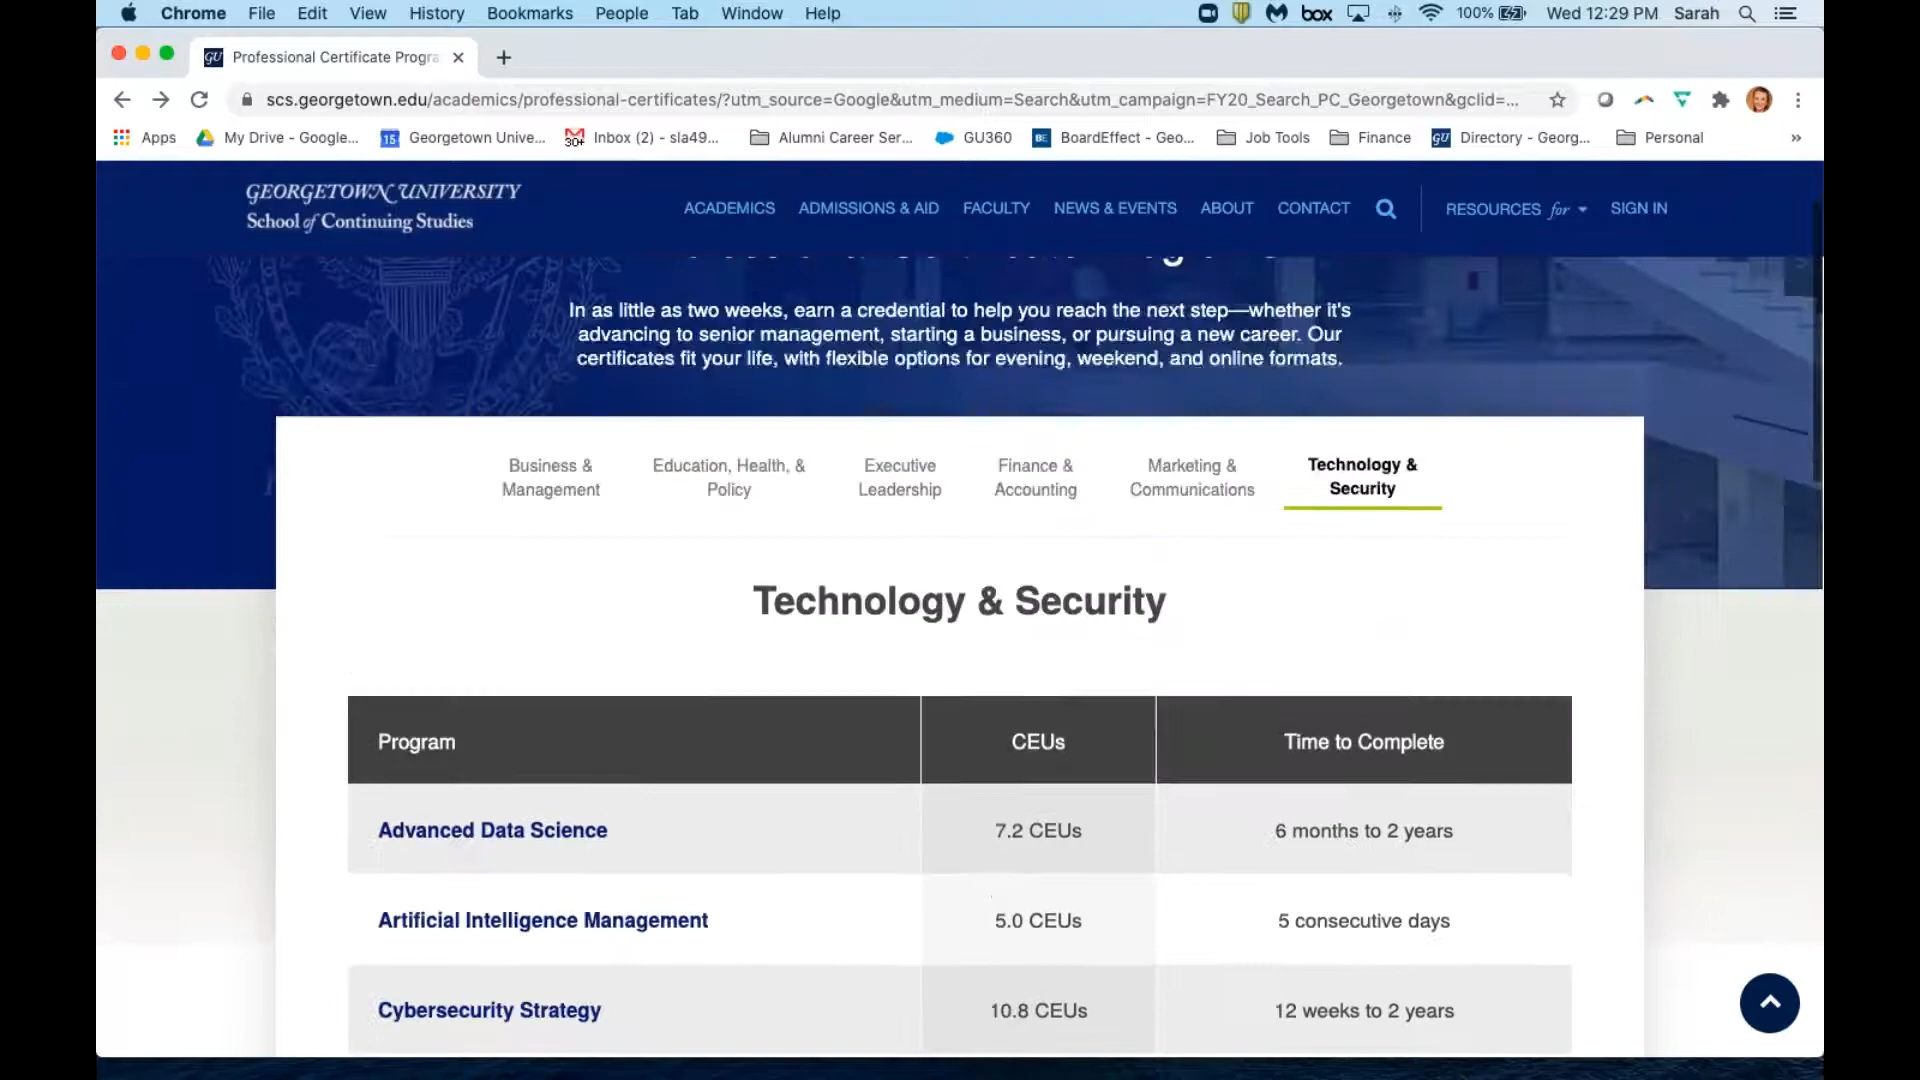 Chrome File Edit View History Bookmarks People Tab Window Help box 100% Wed 12:29 PM Sarah
GU Professional Certificate Progra
scs.georgetown.edu/academics/professional-certificates/?utm_source=Google&utm_medium=Search&utm_campaign=FY20_Search_PC_Georgetown&gclid=...
Apps My Drive - Google... 15 Georgetown Unive... 30+ Inbox (2) - sla49... Alumni Career Ser... GU360 BE BoardEffect - Geo... Job Tools Finance GU Directory - Georg... Personal »
GEORGETOWN UNIVERSITY
School of Continuing Studies
ACADEMICS ADMISSIONS & AID FACULTY NEWS & EVENTS ABOUT CONTACT RESOURCES for SIGN IN
In as little as two weeks, earn a credential to help you reach the next step—whether it's
advancing to senior management, starting a business, or pursuing a new career. Our
certificates fit your life, with flexible options for evening, weekend, and online formats.
Business &
Management
Education, Health, &
Policy
Executive
Leadership
Finance &
Accounting
Marketing &
Communications
Technology &
Security
Technology & Security
Program CEUs Time to Complete
Advanced Data Science 7.2 CEUs 6 months to 2 years
Artificial Intelligence Management 5.0 CEUs 5 consecutive days
Cybersecurity Strategy 10.8 CEUs 12 weeks to 2 years